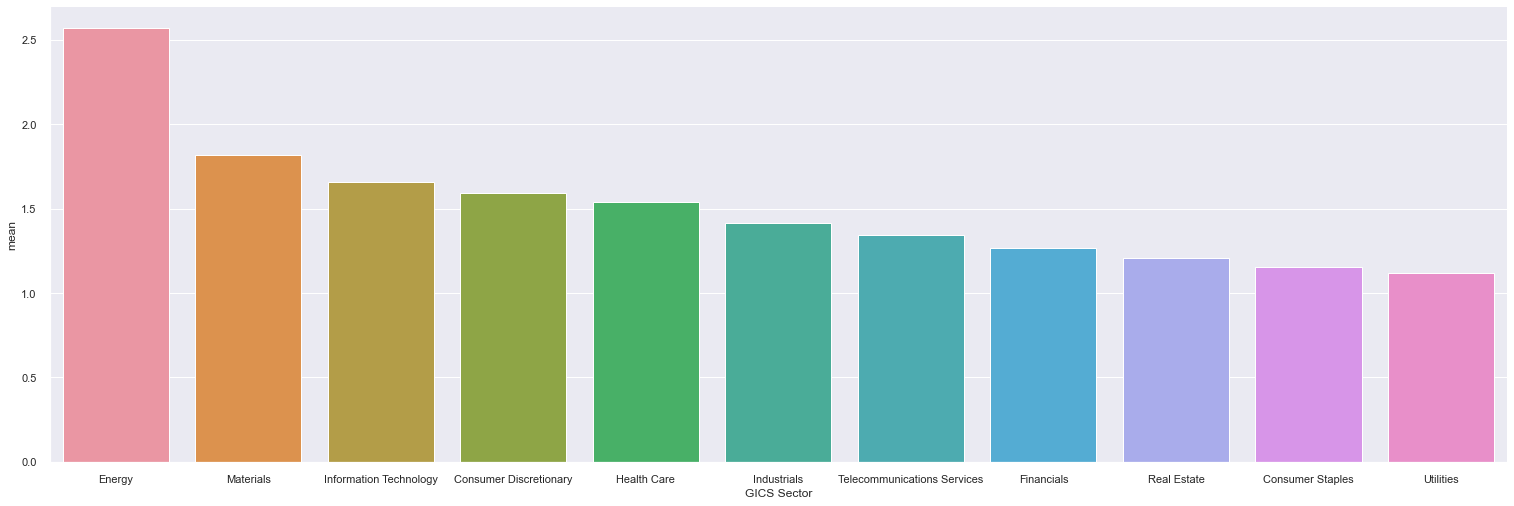 2.5
2.0
1.5
1.0
0.5
0.0
mean
Energy Materials Information Technology Consumer Discretionary Health Care Industrials Telecommunications Services Financials Real Estate Consumer Staples Utilities
GICS Sector